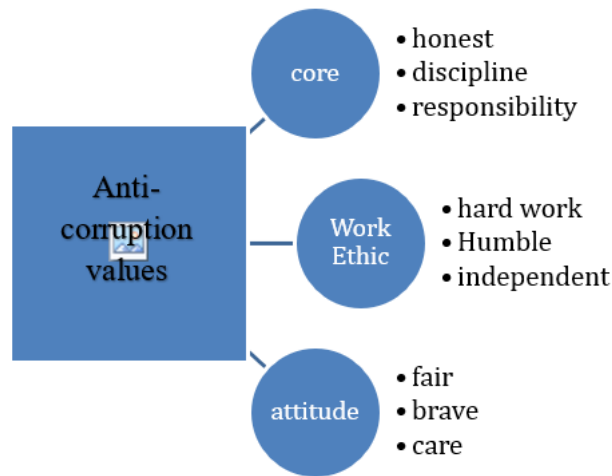 Anti-
corruption
values
core
• honest
• discipline
• responsibility
Work
Ethic
• hard work
• Humble
• independent
attitude
• fair
• brave
• care